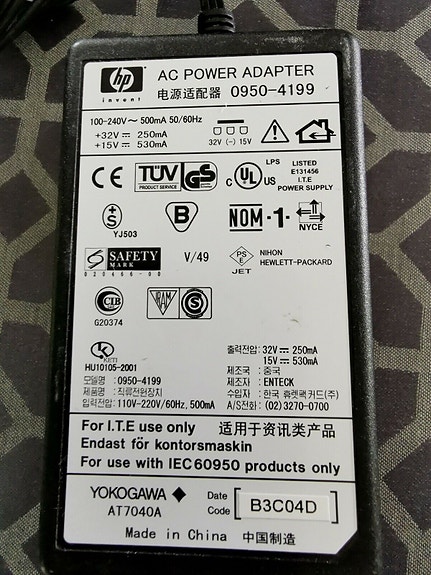 hp
invent
AC POWER ADAPTER
电源适配器 0950-4199
100-240V ~ 500mA 50/60Hz
+32V ⎓ 250mA
+15V ⎓ 530mA
32V (-) 15V
CE
TÜV
PRODUCT SERVICE
GS
c UL US
LPS LISTED
E131456
I.T.E
POWER SUPPLY
+S
YJ503
B
NOM-1-
NYCE
S SAFETY
MARK
020466-00
V/49
PS
E
JET
NIHON
HEWLETT-PACKARD
CIB
G20374
S
KETI
HU10105-2001
모델명 : 0950-4199
제품명 : 직류전원장치
입력전압: 110V-220V/60Hz, 500mA
출력전압: 32V ⎓ 250mA
15V ⎓ 530mA
제조국 : 중국
제조자 : ENTECK
수입자 : 한국 휴렛팩커드(주)
A/S전화: (02)3270-0700
For I.T.E use only 适用于资讯类产品
Endast för kontorsmaskin
For use with IEC60950 products only
YOKOGAWA ◆
AT7040A
Date Code [ B3C04D ]
Made in China 中国制造